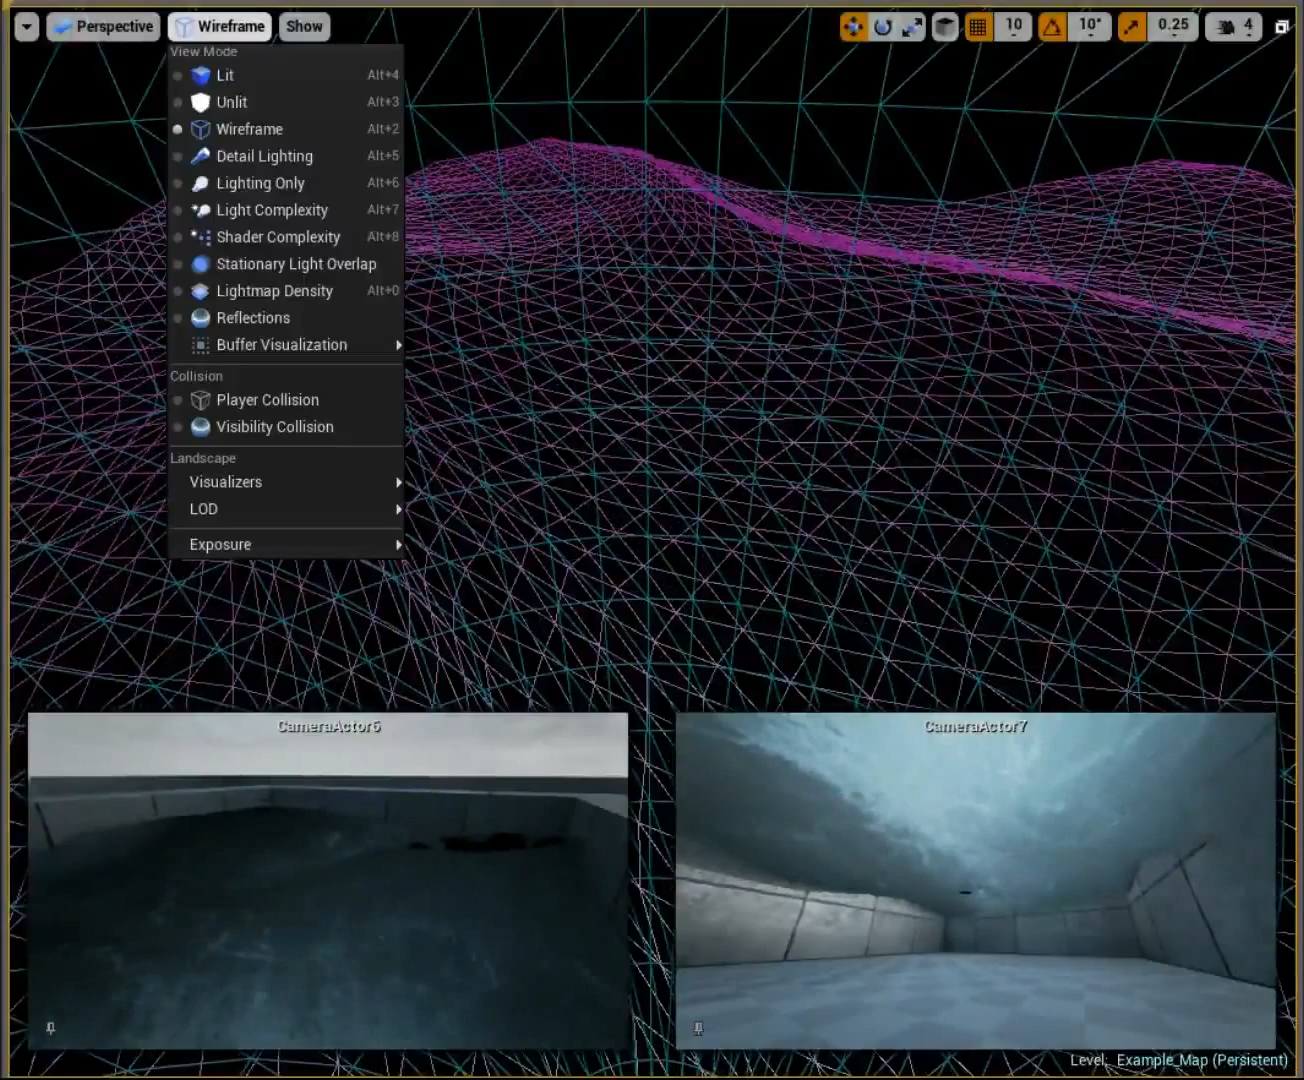 Perspective Wireframe Show 10 10° 0.25 4
View Mode
Lit Alt+4
Unlit Alt+3
Wireframe Alt+2
Detail Lighting Alt+5
Lighting Only Alt+6
Light Complexity Alt+7
Shader Complexity Alt+8
Stationary Light Overlap
Lightmap Density Alt+0
Reflections
Buffer Visualization
Collision
Player Collision
Visibility Collision
Landscape
Visualizers
LOD
Exposure
CameraActor6
CameraActor7
Level: Example_Map (Persistent)